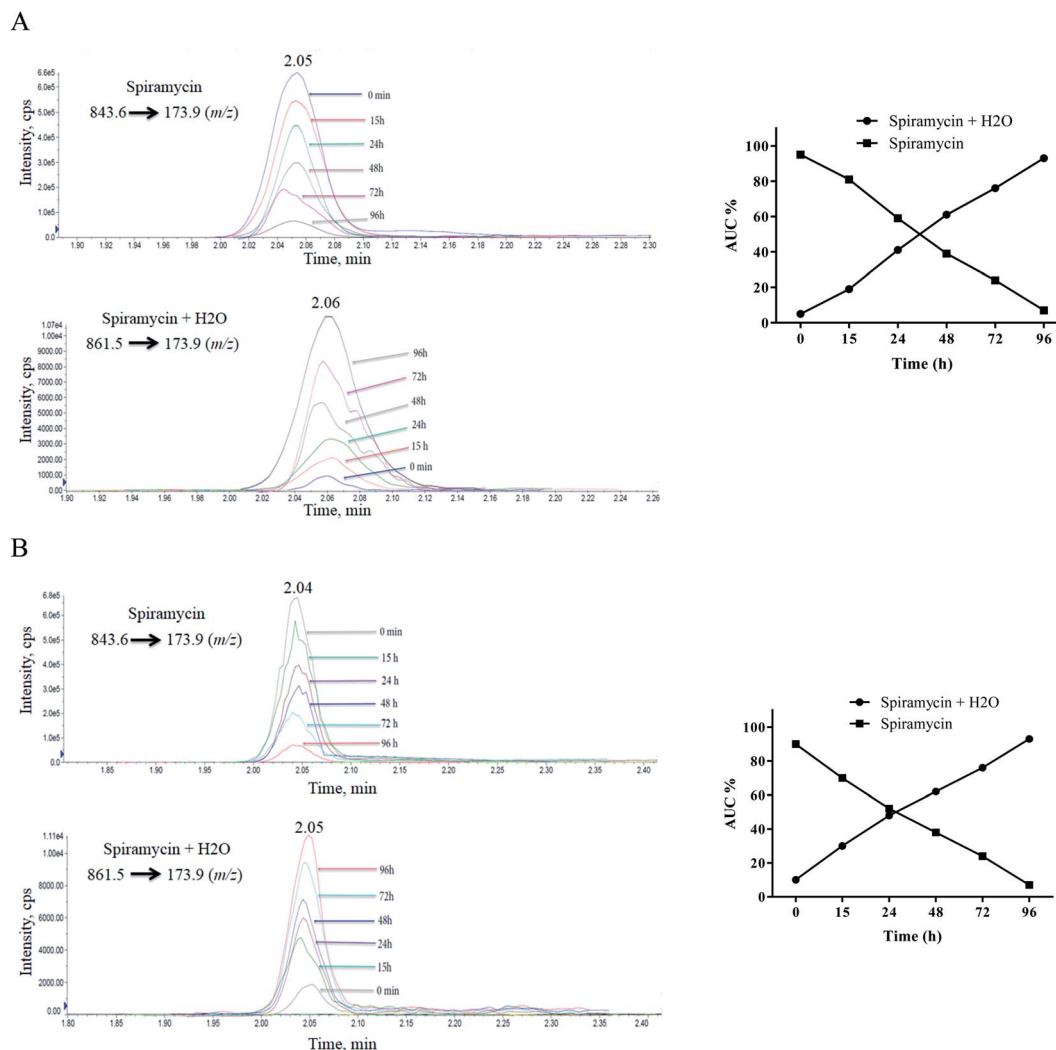 A
2.05
Spiramycin
843.6 → 173.9 (m/z)
Intensity, cps
6.6e5
5.0e5
4.0e5
3.0e5
2.0e5
1.0e5
0.0
0 min
15h
24h
48h
72h
96h
1.90 1.92 1.94 1.96 1.98 2.00 2.02 2.04 2.06 2.08 2.10 2.12 2.14 2.16 2.18 2.20 2.22 2.24 2.26 2.28 2.30
Time, min
Spiramycin + H2O
Spiramycin
AUC %
100
80
60
40
20
0
0 15 24 48 72 96
Time (h)
2.06
Spiramycin + H2O
861.5 → 173.9 (m/z)
Intensity, cps
1.07e4
10000.00
9000.00
8000.00
7000.00
6000.00
5000.00
4000.00
3000.00
2000.00
1000.00
0.00
96h
72h
48h
24h
15 h
0 min
1.90 1.92 1.94 1.96 1.98 2.00 2.02 2.04 2.06 2.08 2.10 2.12 2.14 2.16 2.18 2.20 2.22 2.24 2.26
Time, min
B
2.04
Spiramycin
843.6 → 173.9 (m/z)
Intensity, cps
6.8e5
6.0e5
5.0e5
4.0e5
3.0e5
2.0e5
1.0e5
0.0
0 min
15 h
24 h
48 h
72 h
96 h
1.85 1.90 1.95 2.00 2.05 2.10 2.15 2.20 2.25 2.30 2.35 2.40
Time, min
Spiramycin + H2O
Spiramycin
AUC %
100
80
60
40
20
0
0 15 24 48 72 96
Time (h)
2.05
Spiramycin + H2O
861.5 → 173.9 (m/z)
Intensity, cps
1.11e4
10000.00
8000.00
6000.00
4000.00
2000.00
0.00
96h
72h
48h
24h
15h
0 min
1.80 1.85 1.90 1.95 2.00 2.05 2.10 2.15 2.20 2.25 2.30 2.35 2.40
Time, min